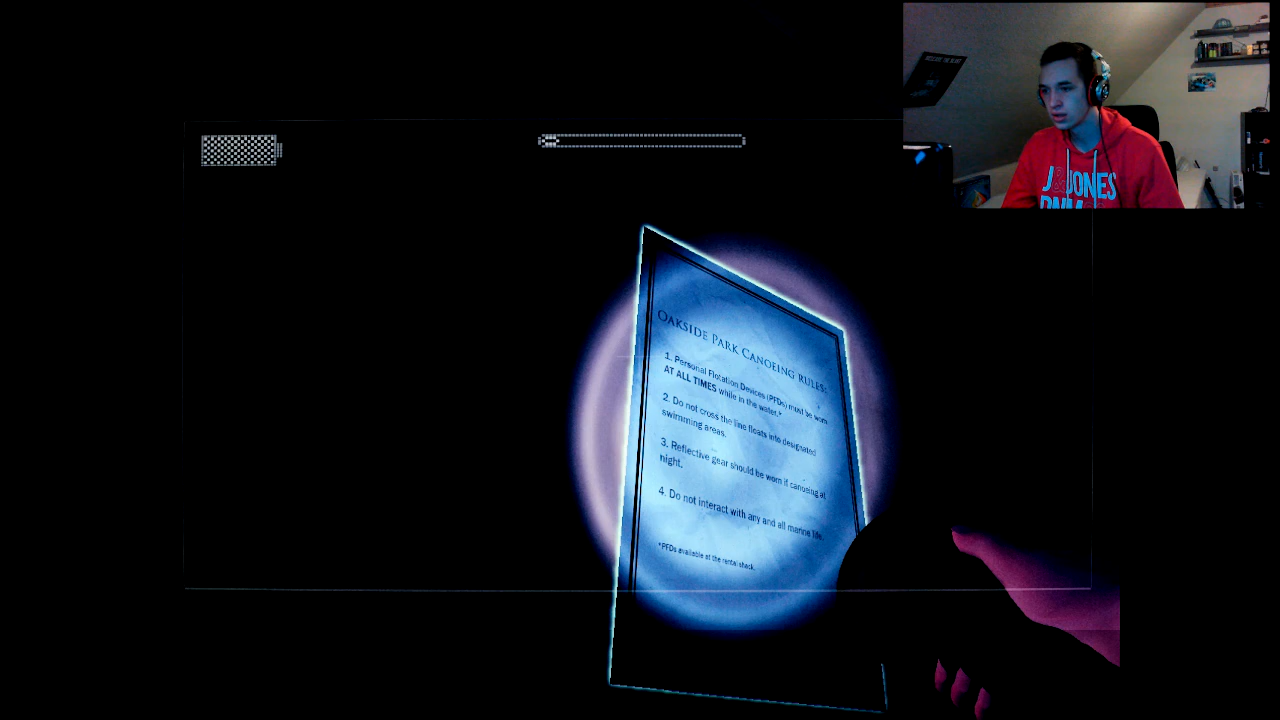 OAKSIDE PARK CANOEING RULES:
1. Personal Flotation Devices (PFDs) must be worn
AT ALL TIMES while in the water.*
2. Do not cross the line floats into designated
swimming areas.
3. Reflective gear should be worn if canoeing at
night.
4. Do not interact with any and all marine life.
*PFDs available at the rental shack.
J&JONES